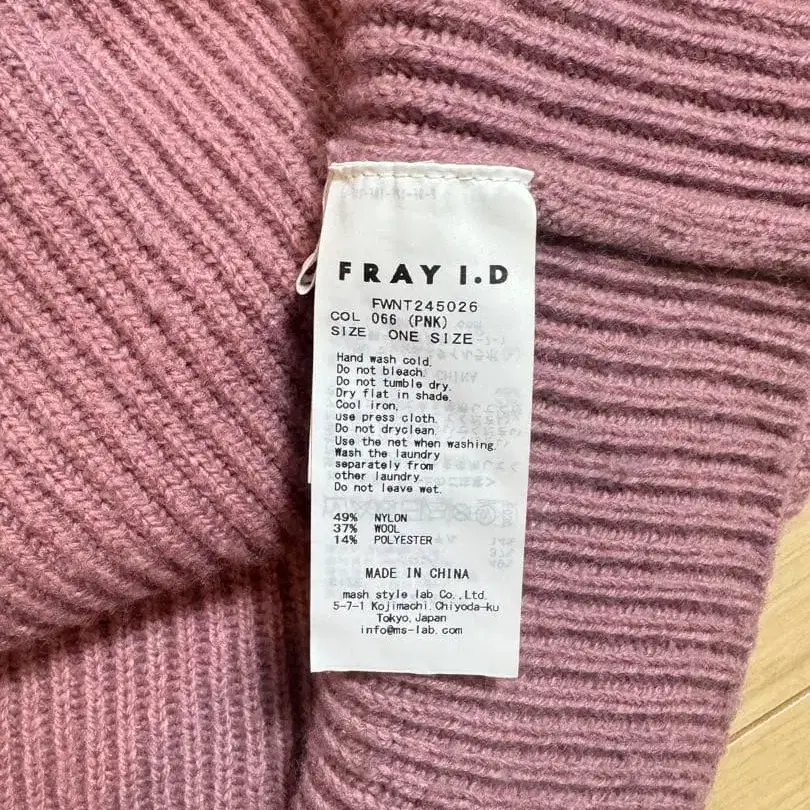 FRAY I.D
FWNT245026
COL 066 (PNK)
SIZE ONE SIZE
Hand wash cold.
Do not bleach.
Do not tumble dry.
Dry flat in shade.
Cool iron,
use press cloth.
Do not dryclean.
Use the net when washing.
Wash the laundry
separately from
other laundry.
Do not leave wet.
49% NYLON
37% WOOL
14% POLYESTER
MADE IN CHINA
mash style lab Co.,Ltd.
5-7-1 Kojimachi,Chiyoda-ku
Tokyo,Japan
info@ms-lab.com